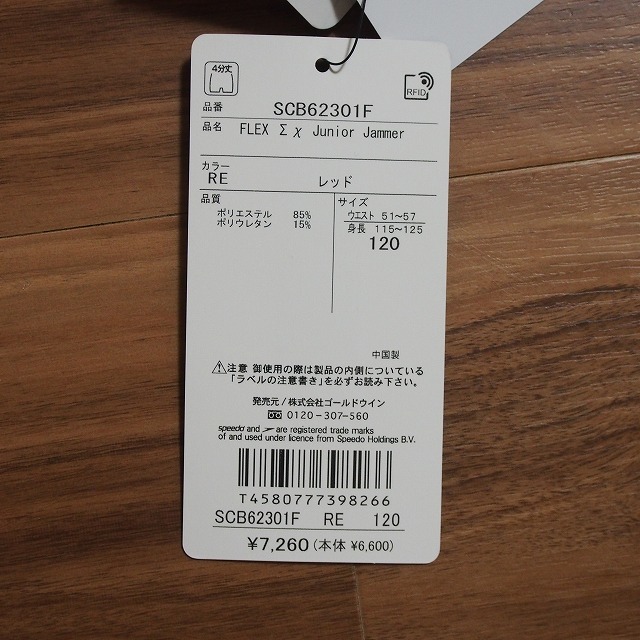 4分丈
RFID
品番 SCB62301F
品名 FLEX Σχ Junior Jammer
カラー
RE レッド
品質 サイズ
ポリエステル 85% ウエスト 51~57
ポリウレタン 15% 身長 115~125
120
中国製
注意 御使用の際は製品の内側についている
「ラベルの注意書き」を必ずお読み下さい。
発売元/株式会社ゴールドウイン
0120-307-560
speedo and are registered trade marks
of and used under licence from Speedo Holdings B.V.
T4580777398266
SCB62301F RE 120
¥7,260(本体 ¥6,600)